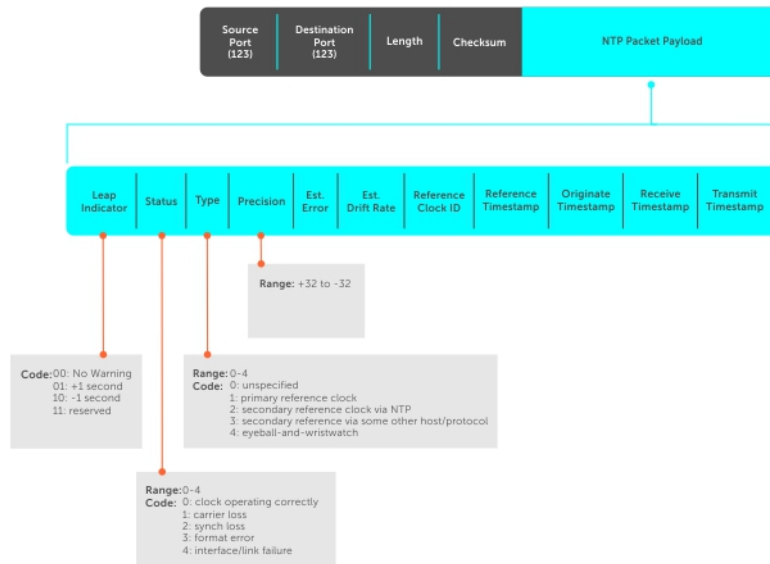 Source Port (123)
Destination Port (123)
Length
Checksum
NTP Packet Payload
Leap Indicator
Status
Type
Precision
Est. Error
Est. Drift Rate
Reference Clock ID
Reference Timestamp
Originate Timestamp
Receive Timestamp
Transmit Timestamp
Range: +32 to -32
Code: 00: No Warning
01: +1 second
10: -1 second
11: reserved
Range: 0-4
Code: 0: unspecified
1: primary reference clock
2: secondary reference clock via NTP
3: secondary reference via some other host/protocol
4: eyeball-and-wristwatch
Range: 0-4
Code: 0: clock operating correctly
1: carrier loss
2: synch loss
3: format error
4: interface/link failure